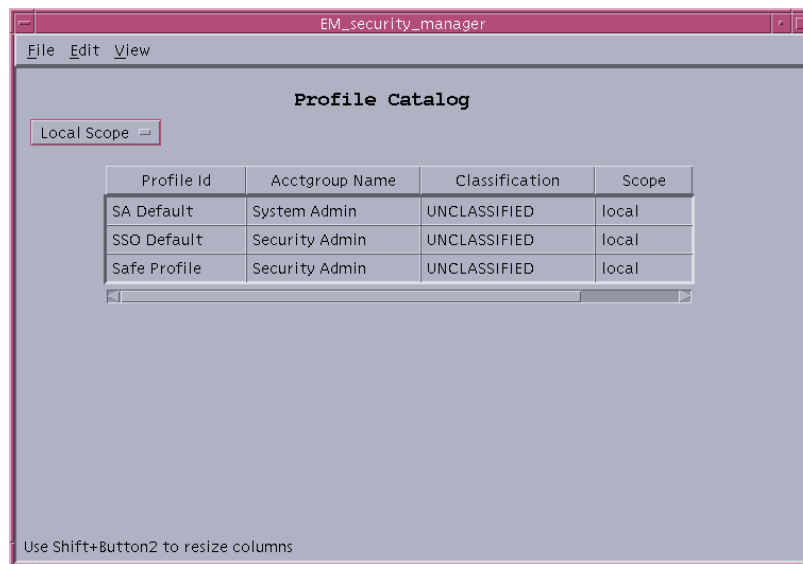 EM_security_manager
File Edit View
Profile Catalog
Local Scope
Profile Id Acctgroup Name Classification Scope
SA Default System Admin UNCLASSIFIED local
SSO Default Security Admin UNCLASSIFIED local
Safe Profile Security Admin UNCLASSIFIED local
Use Shift+Button2 to resize columns